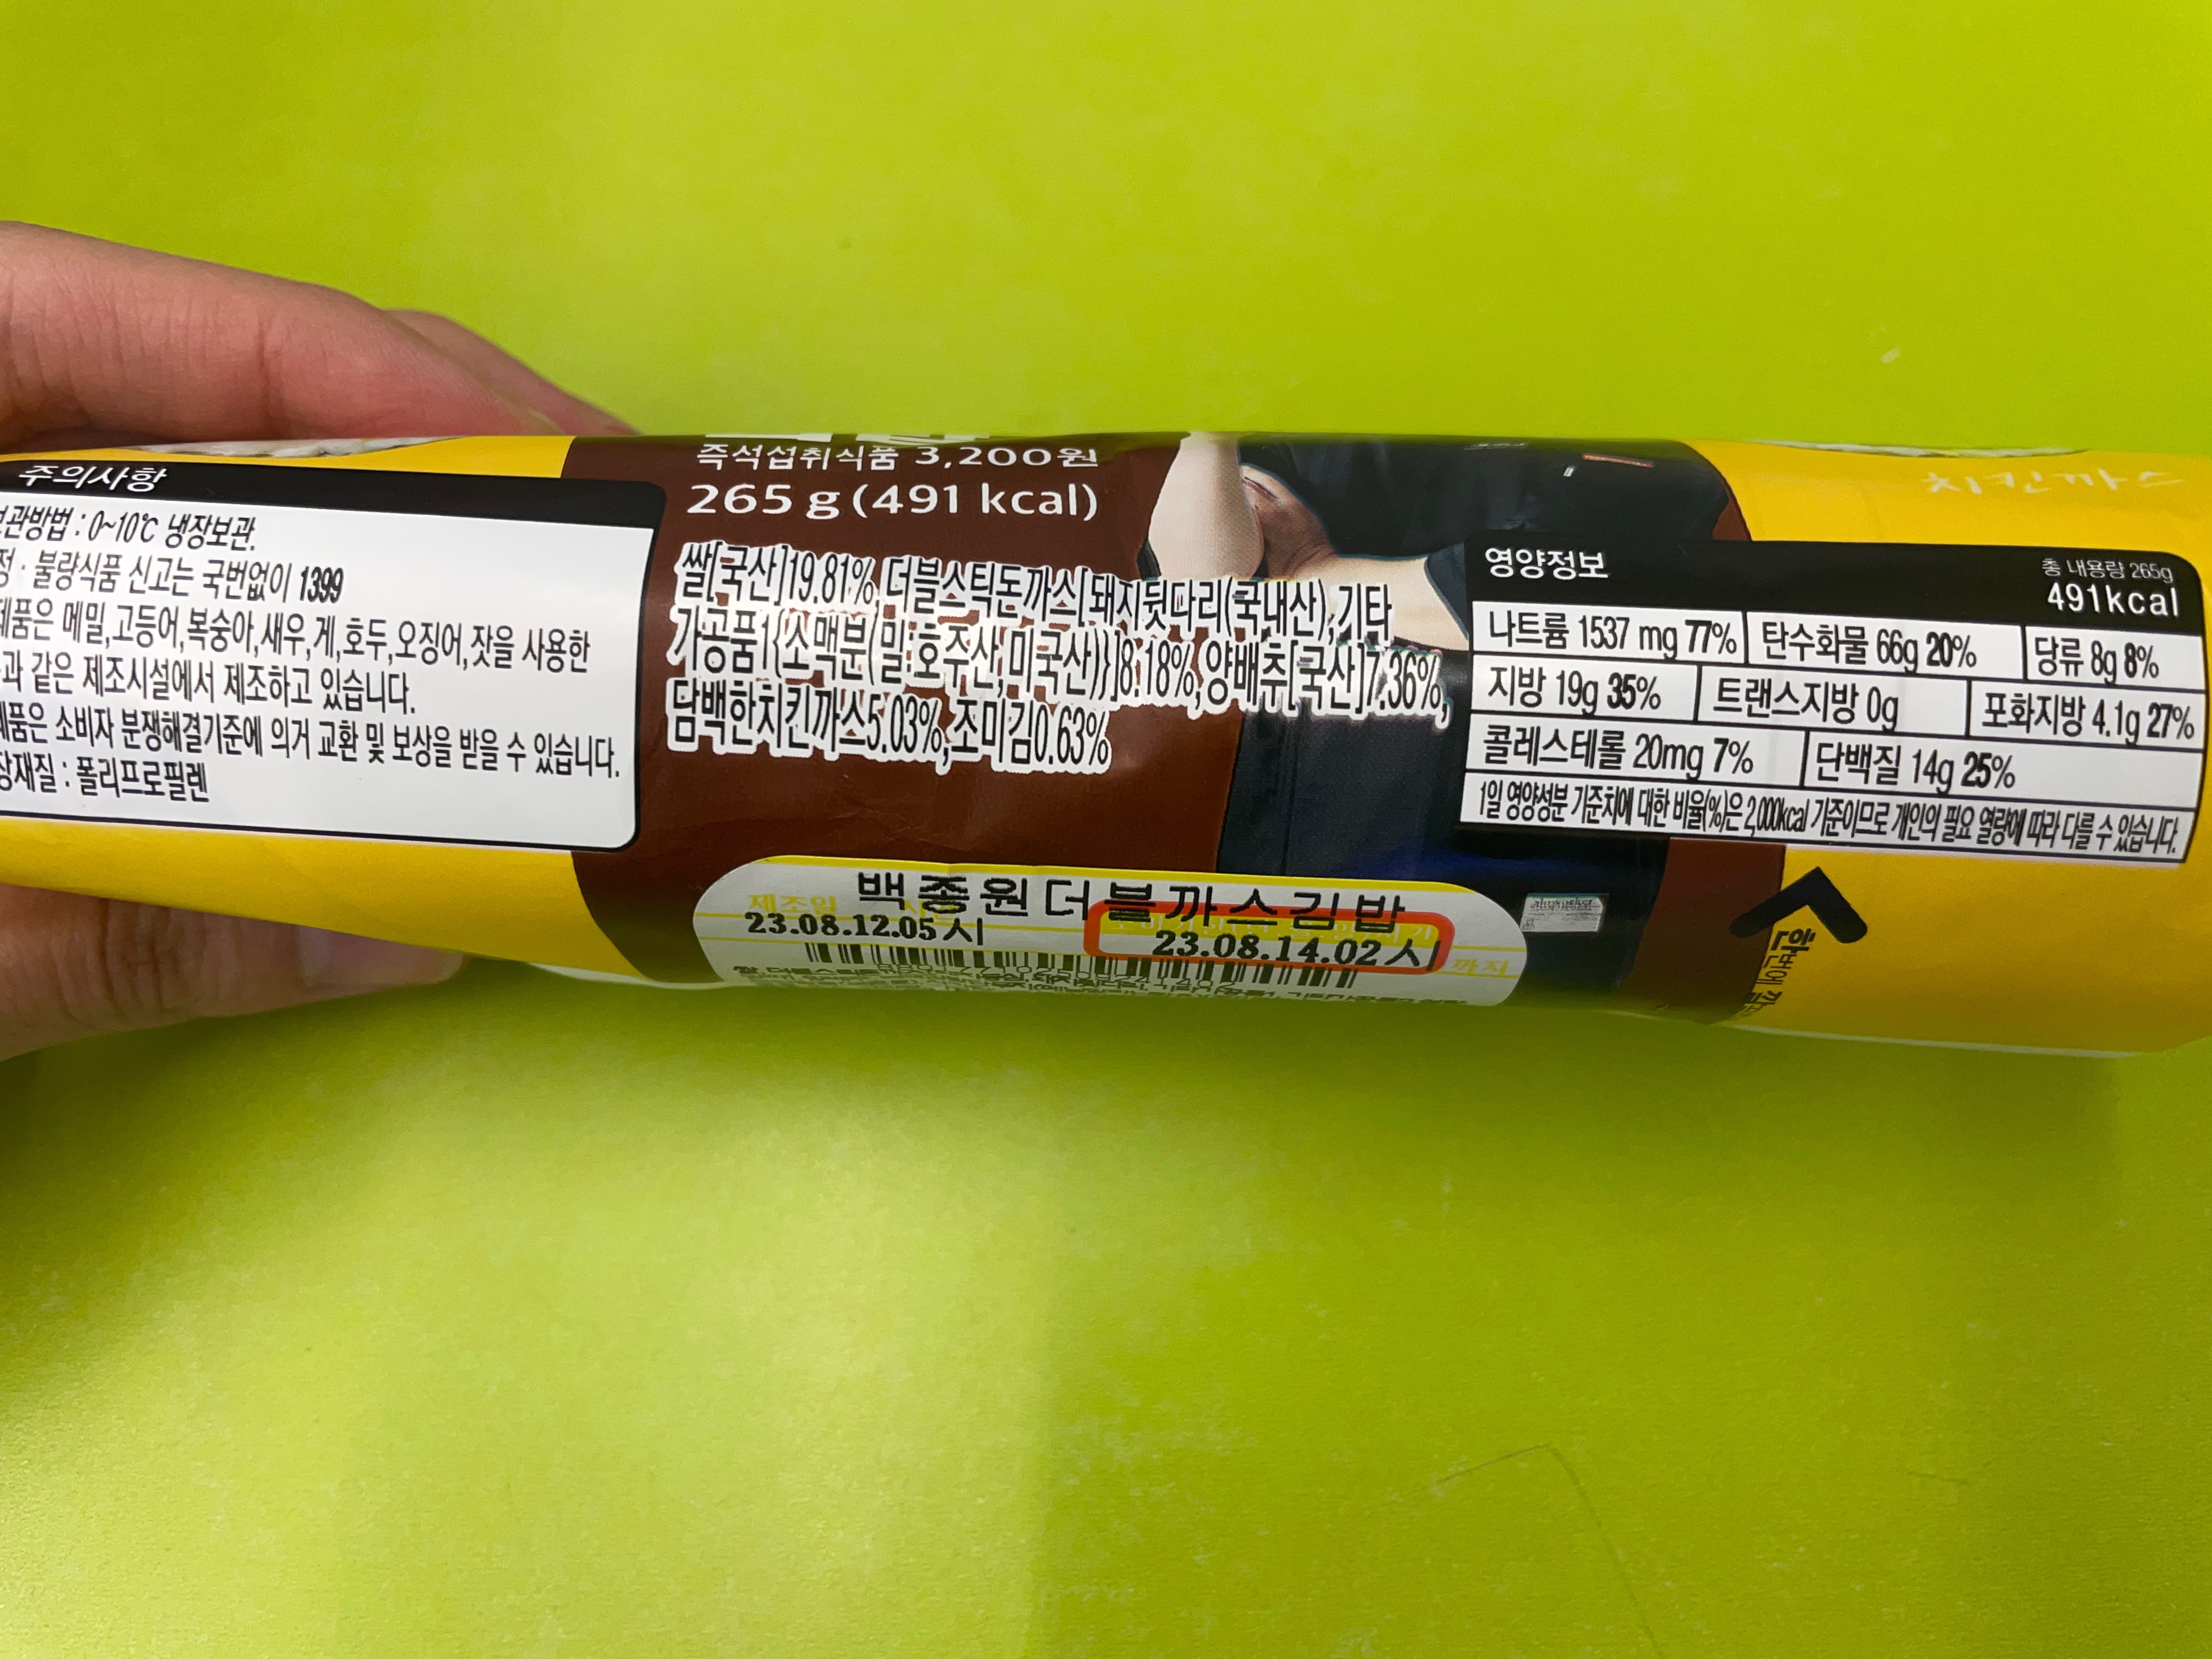 주의사항
관방법 : 0~10℃ 냉장보관.
정 · 불량식품 신고는 국번없이 1399
제품은 메밀,고등어,복숭아,새우,게,호두,오징어,잣을 사용한
과 같은 제조시설에서 제조하고 있습니다.
제품은 소비자 분쟁해결기준에 의거 교환 및 보상을 받을 수 있습니다.
장재질 : 폴리프로필렌
즉석섭취식품 3,200원
265 g (491 kcal)
쌀[국산]19.81%,더블스틱돈까스[돼지뒷다리(국내산),기타
가공품1{소맥분(밀:호주산,미국산)}]8.18%,양배추[국산]7.36%,
담백한치킨까스5.03%,조미김0.63%
치킨까스
영양정보
총 내용량 265g
491kcal
나트륨 1537 mg 77% 탄수화물 66g 20% 당류 8g 8%
지방 19g 35% 트랜스지방 0g 포화지방 4.1g 27%
콜레스테롤 20mg 7% 단백질 14g 25%
1일 영양성분 기준치에 대한 비율(%)은 2,000kcal 기준이므로 개인의 필요 열량에 따라 다를 수 있습니다.
백종원더블까스김밥
제조일
23.08.12.05시
23.08.14.02시
까지
한번에